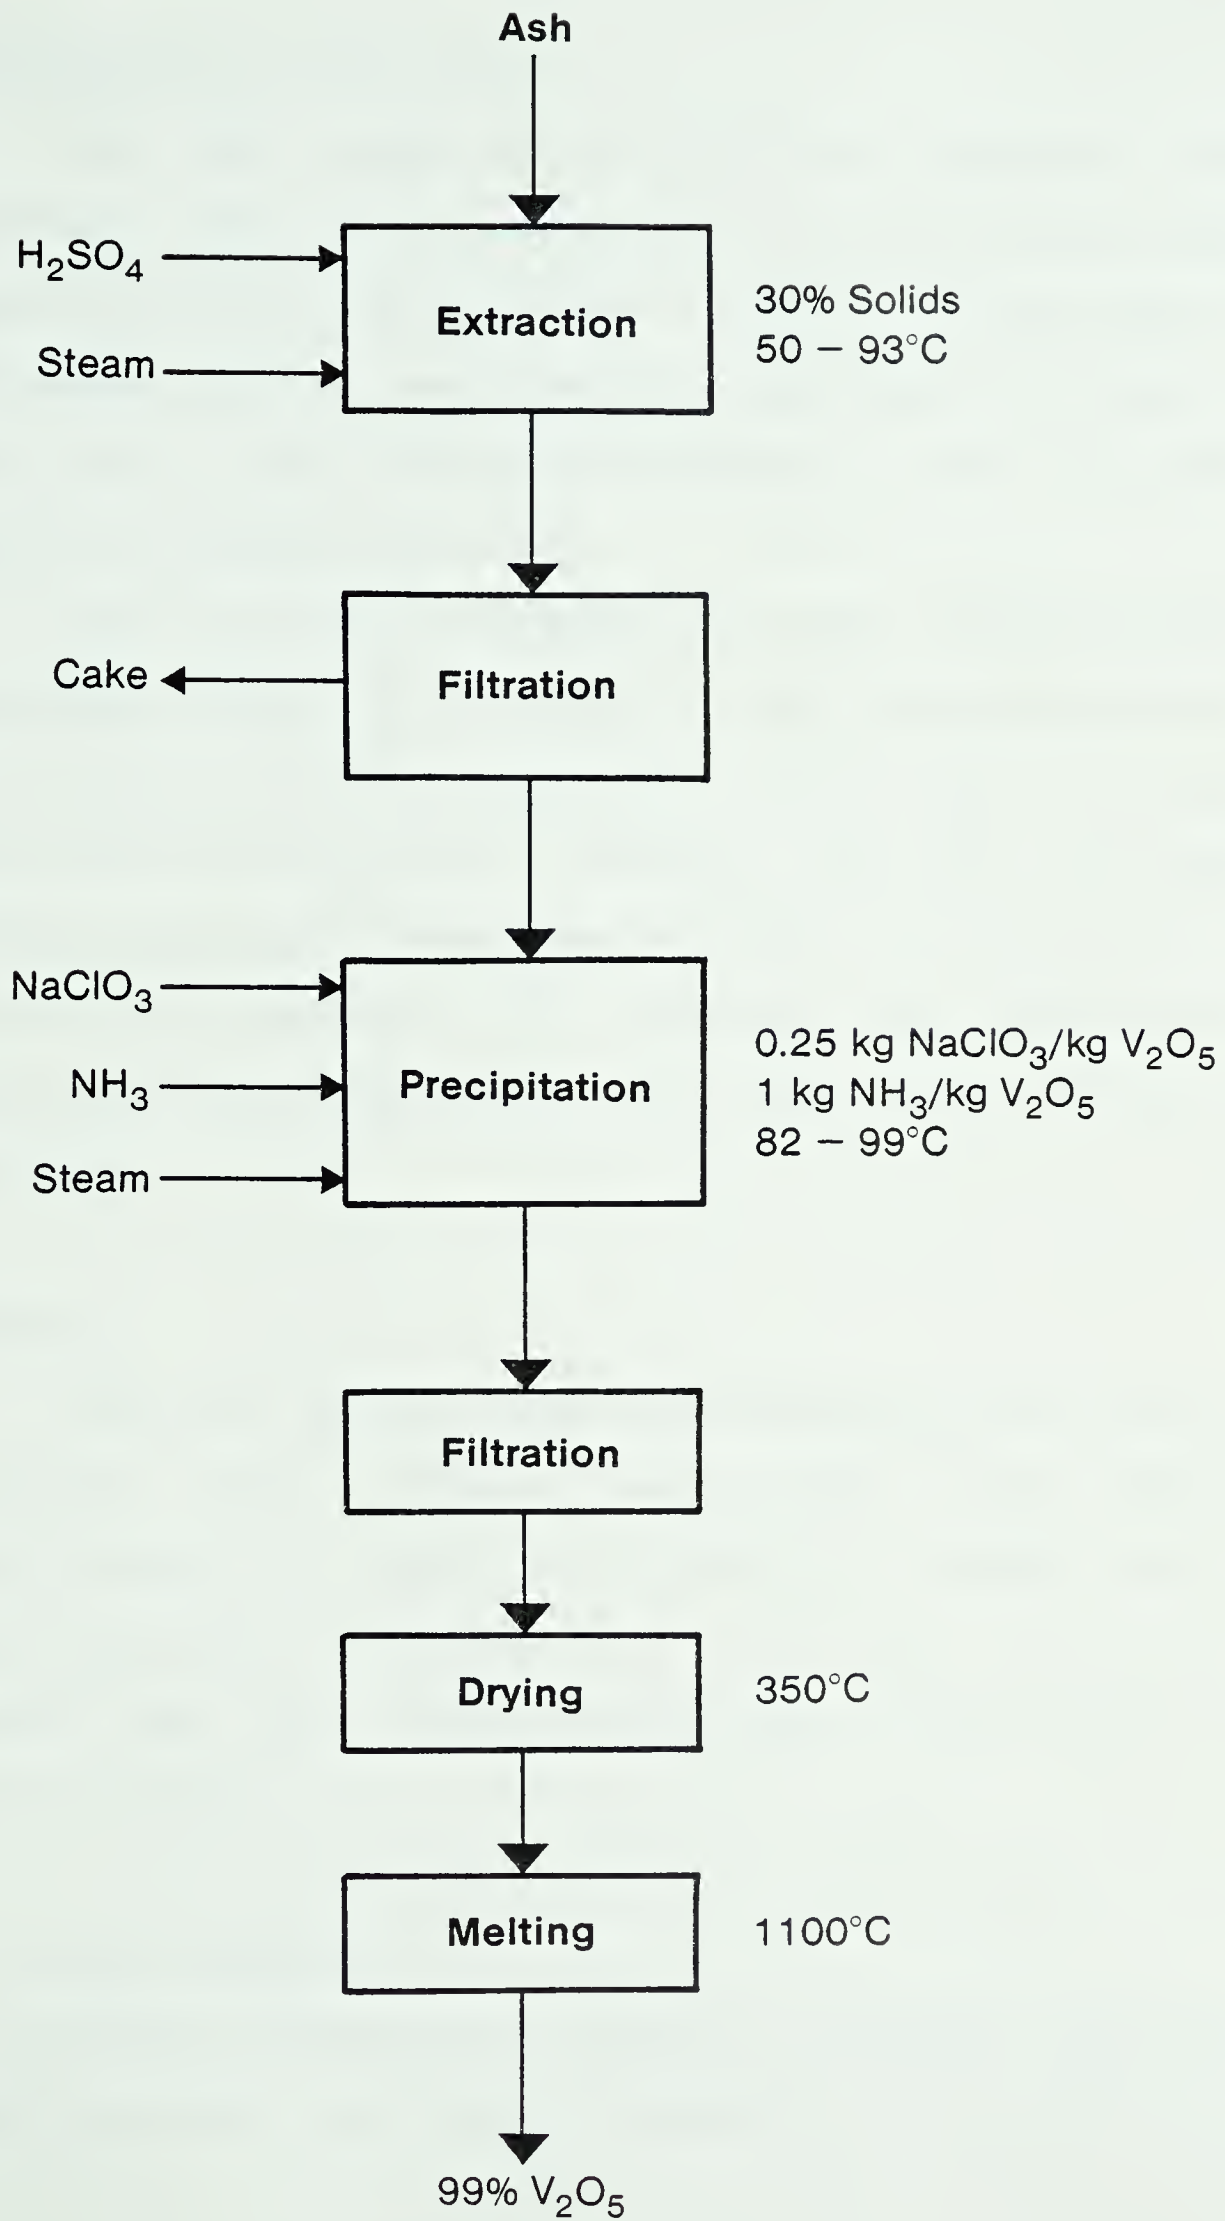 Ash
H₂SO₄
Steam
Extraction
30% Solids
50 – 93°C
Cake
Filtration
NaClO₃
NH₃
Steam
Precipitation
0.25 kg NaClO₃/kg V₂O₅
1 kg NH₃/kg V₂O₅
82 – 99°C
Filtration
Drying
350°C
Melting
1100°C
99% V₂O₅